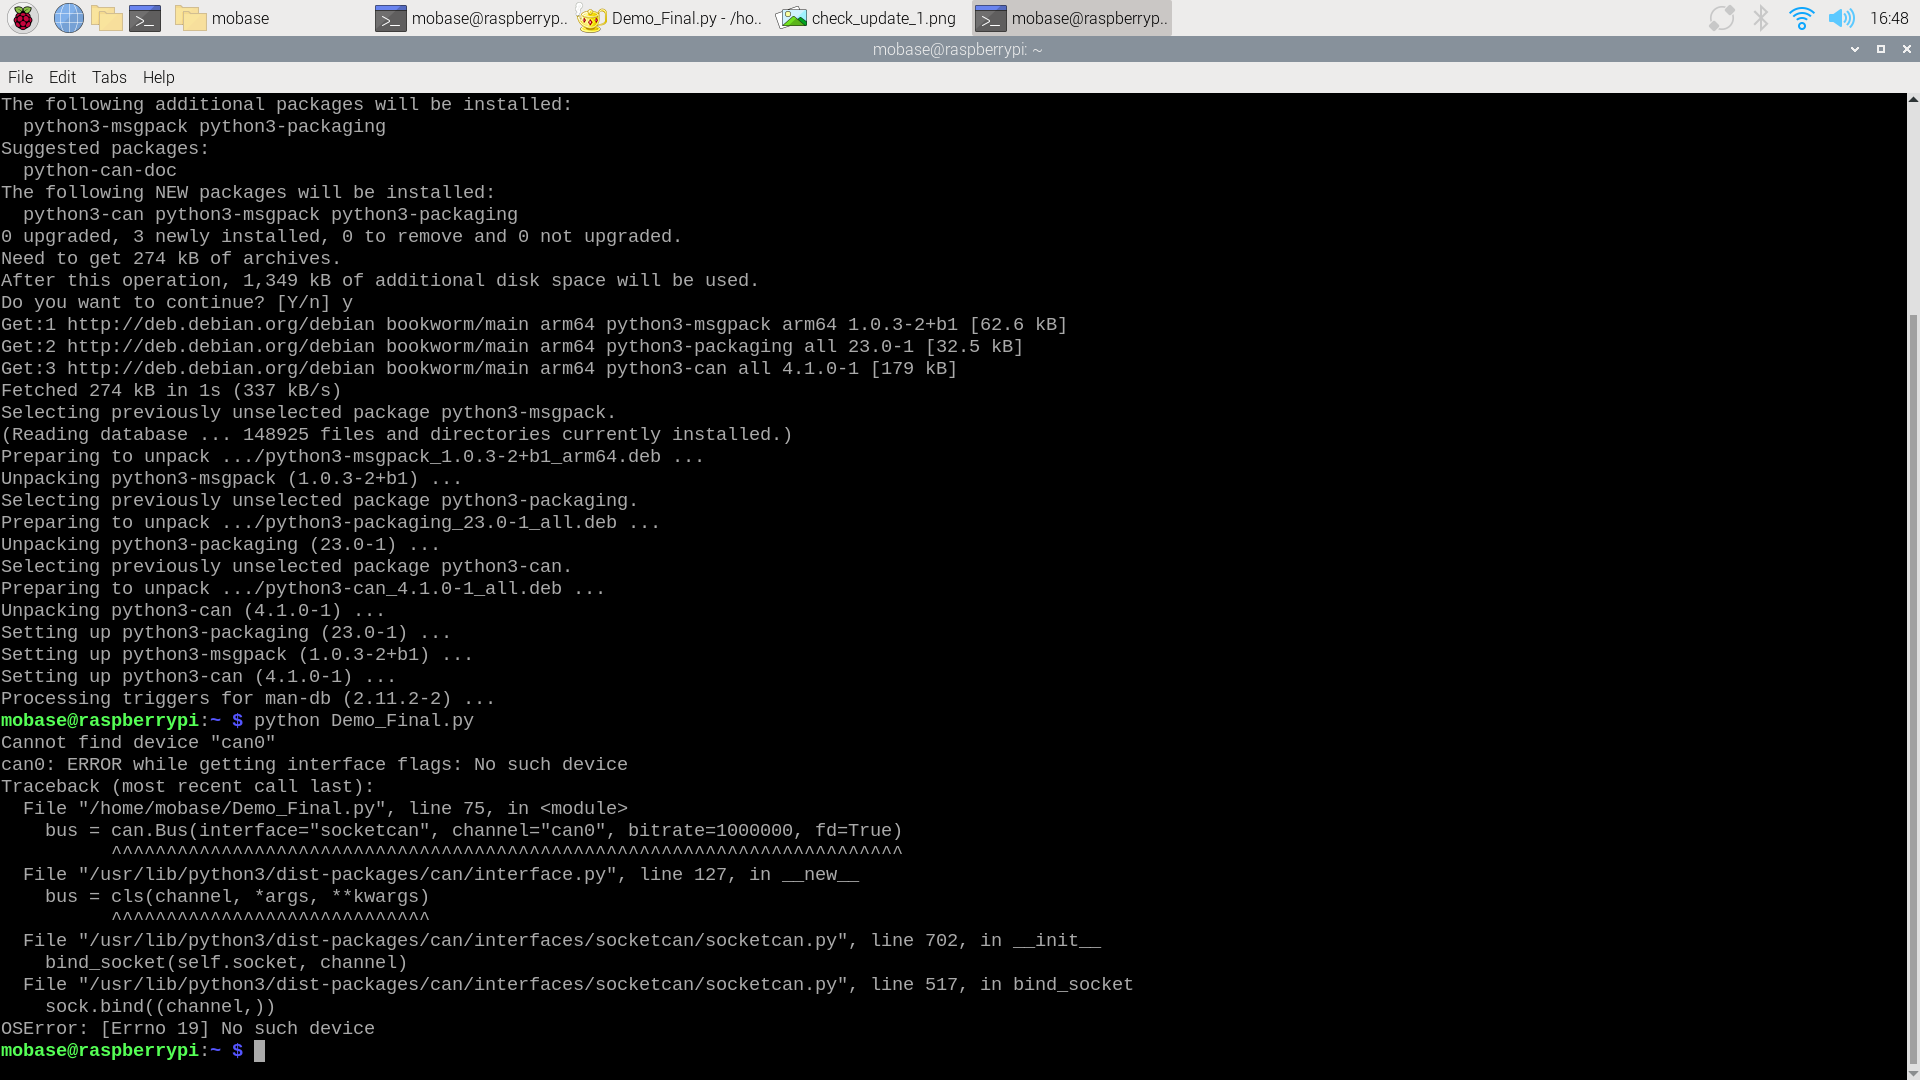 mobase
mobase@raspberryp..
Demo_Final.py - /ho..
check_update_1.png
mobase@raspberryp..
16:48
mobase@raspberrypi: ~
File Edit Tabs Help
The following additional packages will be installed:
  python3-msgpack python3-packaging
Suggested packages:
  python-can-doc
The following NEW packages will be installed:
  python3-can python3-msgpack python3-packaging
0 upgraded, 3 newly installed, 0 to remove and 0 not upgraded.
Need to get 274 kB of archives.
After this operation, 1,349 kB of additional disk space will be used.
Do you want to continue? [Y/n] y
Get:1 http://deb.debian.org/debian bookworm/main arm64 python3-msgpack arm64 1.0.3-2+b1 [62.6 kB]
Get:2 http://deb.debian.org/debian bookworm/main arm64 python3-packaging all 23.0-1 [32.5 kB]
Get:3 http://deb.debian.org/debian bookworm/main arm64 python3-can all 4.1.0-1 [179 kB]
Fetched 274 kB in 1s (337 kB/s)
Selecting previously unselected package python3-msgpack.
(Reading database ... 148925 files and directories currently installed.)
Preparing to unpack .../python3-msgpack_1.0.3-2+b1_arm64.deb ...
Unpacking python3-msgpack (1.0.3-2+b1) ...
Selecting previously unselected package python3-packaging.
Preparing to unpack .../python3-packaging_23.0-1_all.deb ...
Unpacking python3-packaging (23.0-1) ...
Selecting previously unselected package python3-can.
Preparing to unpack .../python3-can_4.1.0-1_all.deb ...
Unpacking python3-can (4.1.0-1) ...
Setting up python3-packaging (23.0-1) ...
Setting up python3-msgpack (1.0.3-2+b1) ...
Setting up python3-can (4.1.0-1) ...
Processing triggers for man-db (2.11.2-2) ...
mobase@raspberrypi:~ $ python Demo_Final.py
Cannot find device "can0"
can0: ERROR while getting interface flags: No such device
Traceback (most recent call last):
  File "/home/mobase/Demo_Final.py", line 75, in <module>
    bus = can.Bus(interface="socketcan", channel="can0", bitrate=1000000, fd=True)
          ^^^^^^^^^^^^^^^^^^^^^^^^^^^^^^^^^^^^^^^^^^^^^^^^^^^^^^^^^^^^^^^^^^^^^^^^
  File "/usr/lib/python3/dist-packages/can/interface.py", line 127, in __new__
    bus = cls(channel, *args, **kwargs)
          ^^^^^^^^^^^^^^^^^^^^^^^^^^^^^
  File "/usr/lib/python3/dist-packages/can/interfaces/socketcan/socketcan.py", line 702, in __init__
    bind_socket(self.socket, channel)
  File "/usr/lib/python3/dist-packages/can/interfaces/socketcan/socketcan.py", line 517, in bind_socket
    sock.bind((channel,))
OSError: [Errno 19] No such device
mobase@raspberrypi:~ $